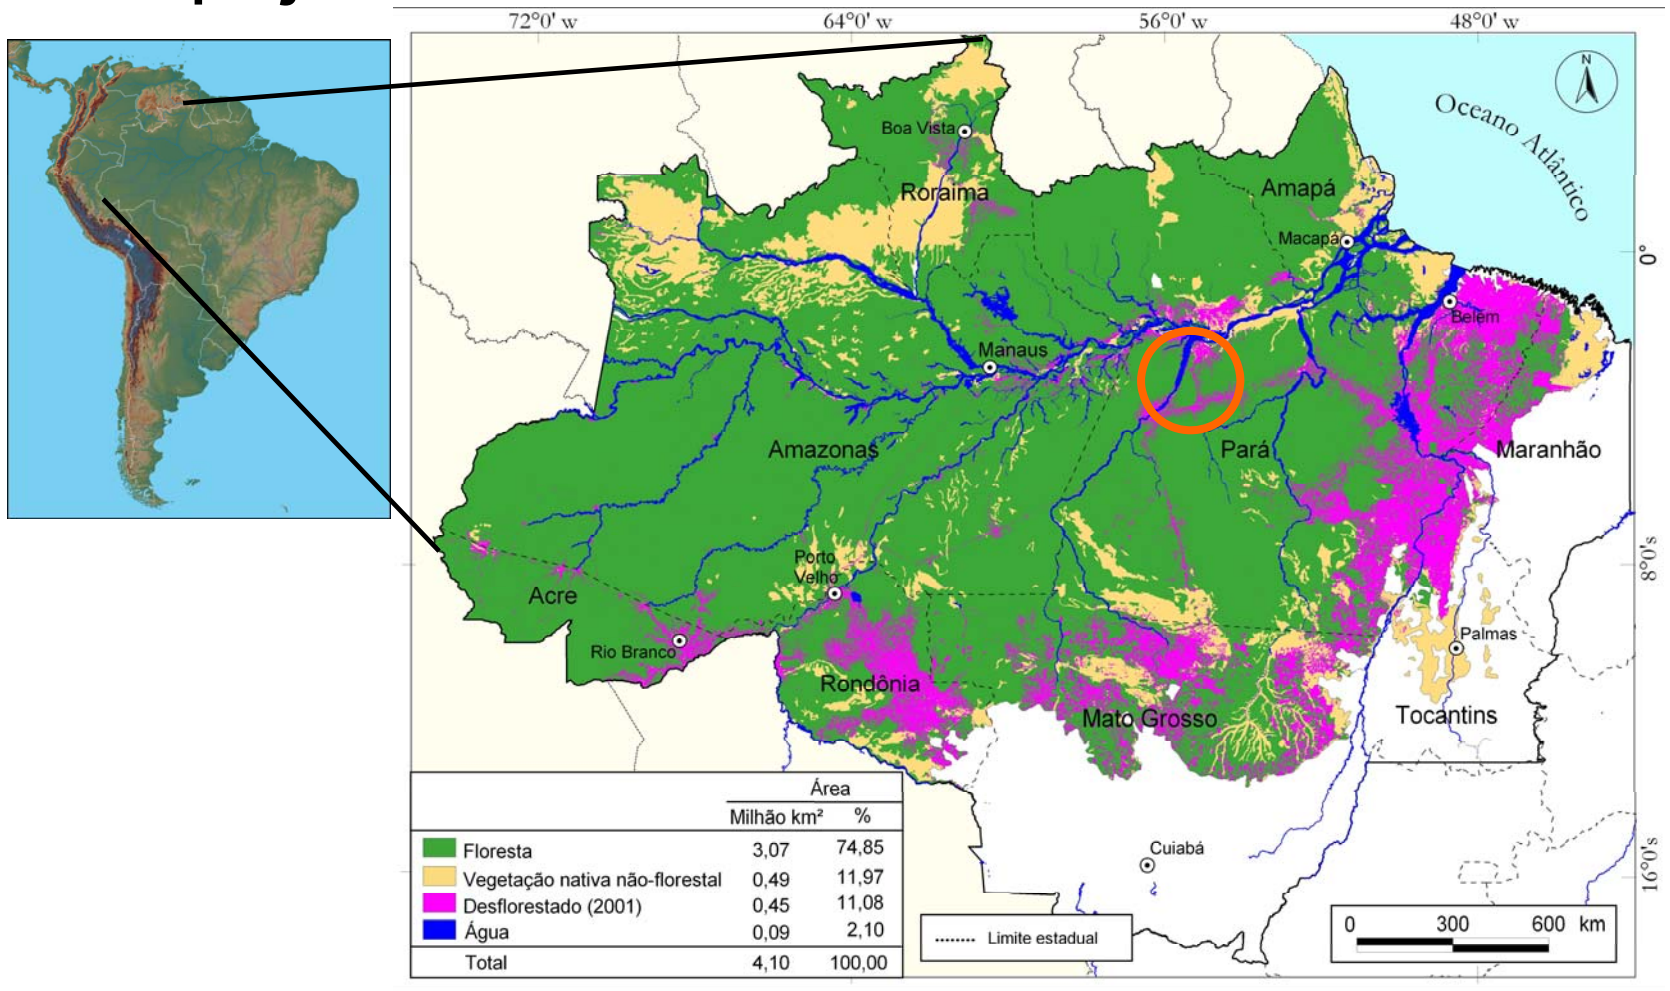 72°0' w 64°0' w 56°0' w 48°0' w
N
Oceano Atlântico
Boa Vista
Roraima
Amapá
Macapá
0°
Belém
Manaus
Amazonas
Pará
Maranhão
Porto
Velho
8°0's
Acre
Rio Branco
Palmas
Rondônia
Mato Grosso
Tocantins
Área
Milhão km² %
Floresta 3,07 74,85
Vegetação nativa não-florestal 0,49 11,97
Desflorestado (2001) 0,45 11,08
Água 0,09 2,10
Total 4,10 100,00
Cuiabá
16°0's
Limite estadual
0 300 600 km